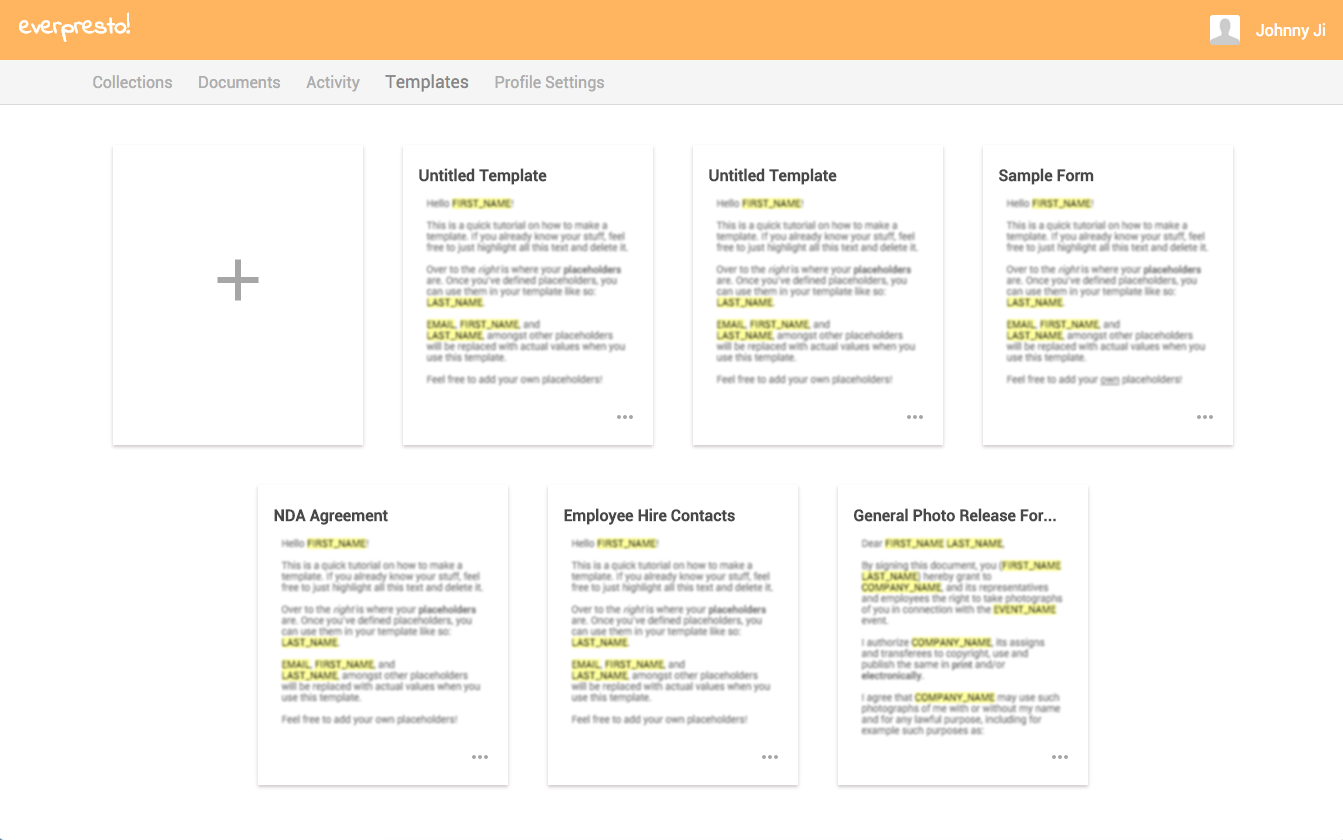 everpresto!
Johnny Ji
Collections Documents Activity Templates Profile Settings
Untitled Template
Hello FIRST_NAME!
This is a quick tutorial on how to make a
template. If you already know your stuff, feel
free to just highlight all this text and delete it.
Over to the right is where your placeholders
are. Once you've defined placeholders, you
can use them in your template like so:
LAST_NAME.
EMAIL, FIRST_NAME, and
LAST_NAME, amongst other placeholders
will be replaced with actual values when you
use this template.
Feel free to add your own placeholders!
Untitled Template
Hello FIRST_NAME!
This is a quick tutorial on how to make a
template. If you already know your stuff, feel
free to just highlight all this text and delete it.
Over to the right is where your placeholders
are. Once you've defined placeholders, you
can use them in your template like so:
LAST_NAME.
EMAIL, FIRST_NAME, and
LAST_NAME, amongst other placeholders
will be replaced with actual values when you
use this template.
Feel free to add your own placeholders!
Sample Form
Hello FIRST_NAME!
This is a quick tutorial on how to make a
template. If you already know your stuff, feel
free to just highlight all this text and delete it.
Over to the right is where your placeholders
are. Once you've defined placeholders, you
can use them in your template like so:
LAST_NAME.
EMAIL, FIRST_NAME, and
LAST_NAME, amongst other placeholders
will be replaced with actual values when you
use this template.
Feel free to add your own placeholders!
NDA Agreement
Hello FIRST_NAME!
This is a quick tutorial on how to make a
template. If you already know your stuff, feel
free to just highlight all this text and delete it.
Over to the right is where your placeholders
are. Once you've defined placeholders, you
can use them in your template like so:
LAST_NAME.
EMAIL, FIRST_NAME, and
LAST_NAME, amongst other placeholders
will be replaced with actual values when you
use this template.
Feel free to add your own placeholders!
Employee Hire Contacts
Hello FIRST_NAME!
This is a quick tutorial on how to make a
template. If you already know your stuff, feel
free to just highlight all this text and delete it.
Over to the right is where your placeholders
are. Once you've defined placeholders, you
can use them in your template like so:
LAST_NAME.
EMAIL, FIRST_NAME, and
LAST_NAME, amongst other placeholders
will be replaced with actual values when you
use this template.
Feel free to add your own placeholders!
General Photo Release For...
Dear FIRST_NAME LAST_NAME,
By signing this document, you (FIRST_NAME
LAST_NAME) hereby grant to
COMPANY_NAME, and its representatives
and employees the right to take photographs
of you in connection with the EVENT_NAME
event.
I authorize COMPANY_NAME, its assigns
and transferees to copyright, use and
publish the same in print and/or
electronically.
I agree that COMPANY_NAME may use such
photographs of me with or without my name
and for any lawful purpose, including for
example such purposes as: